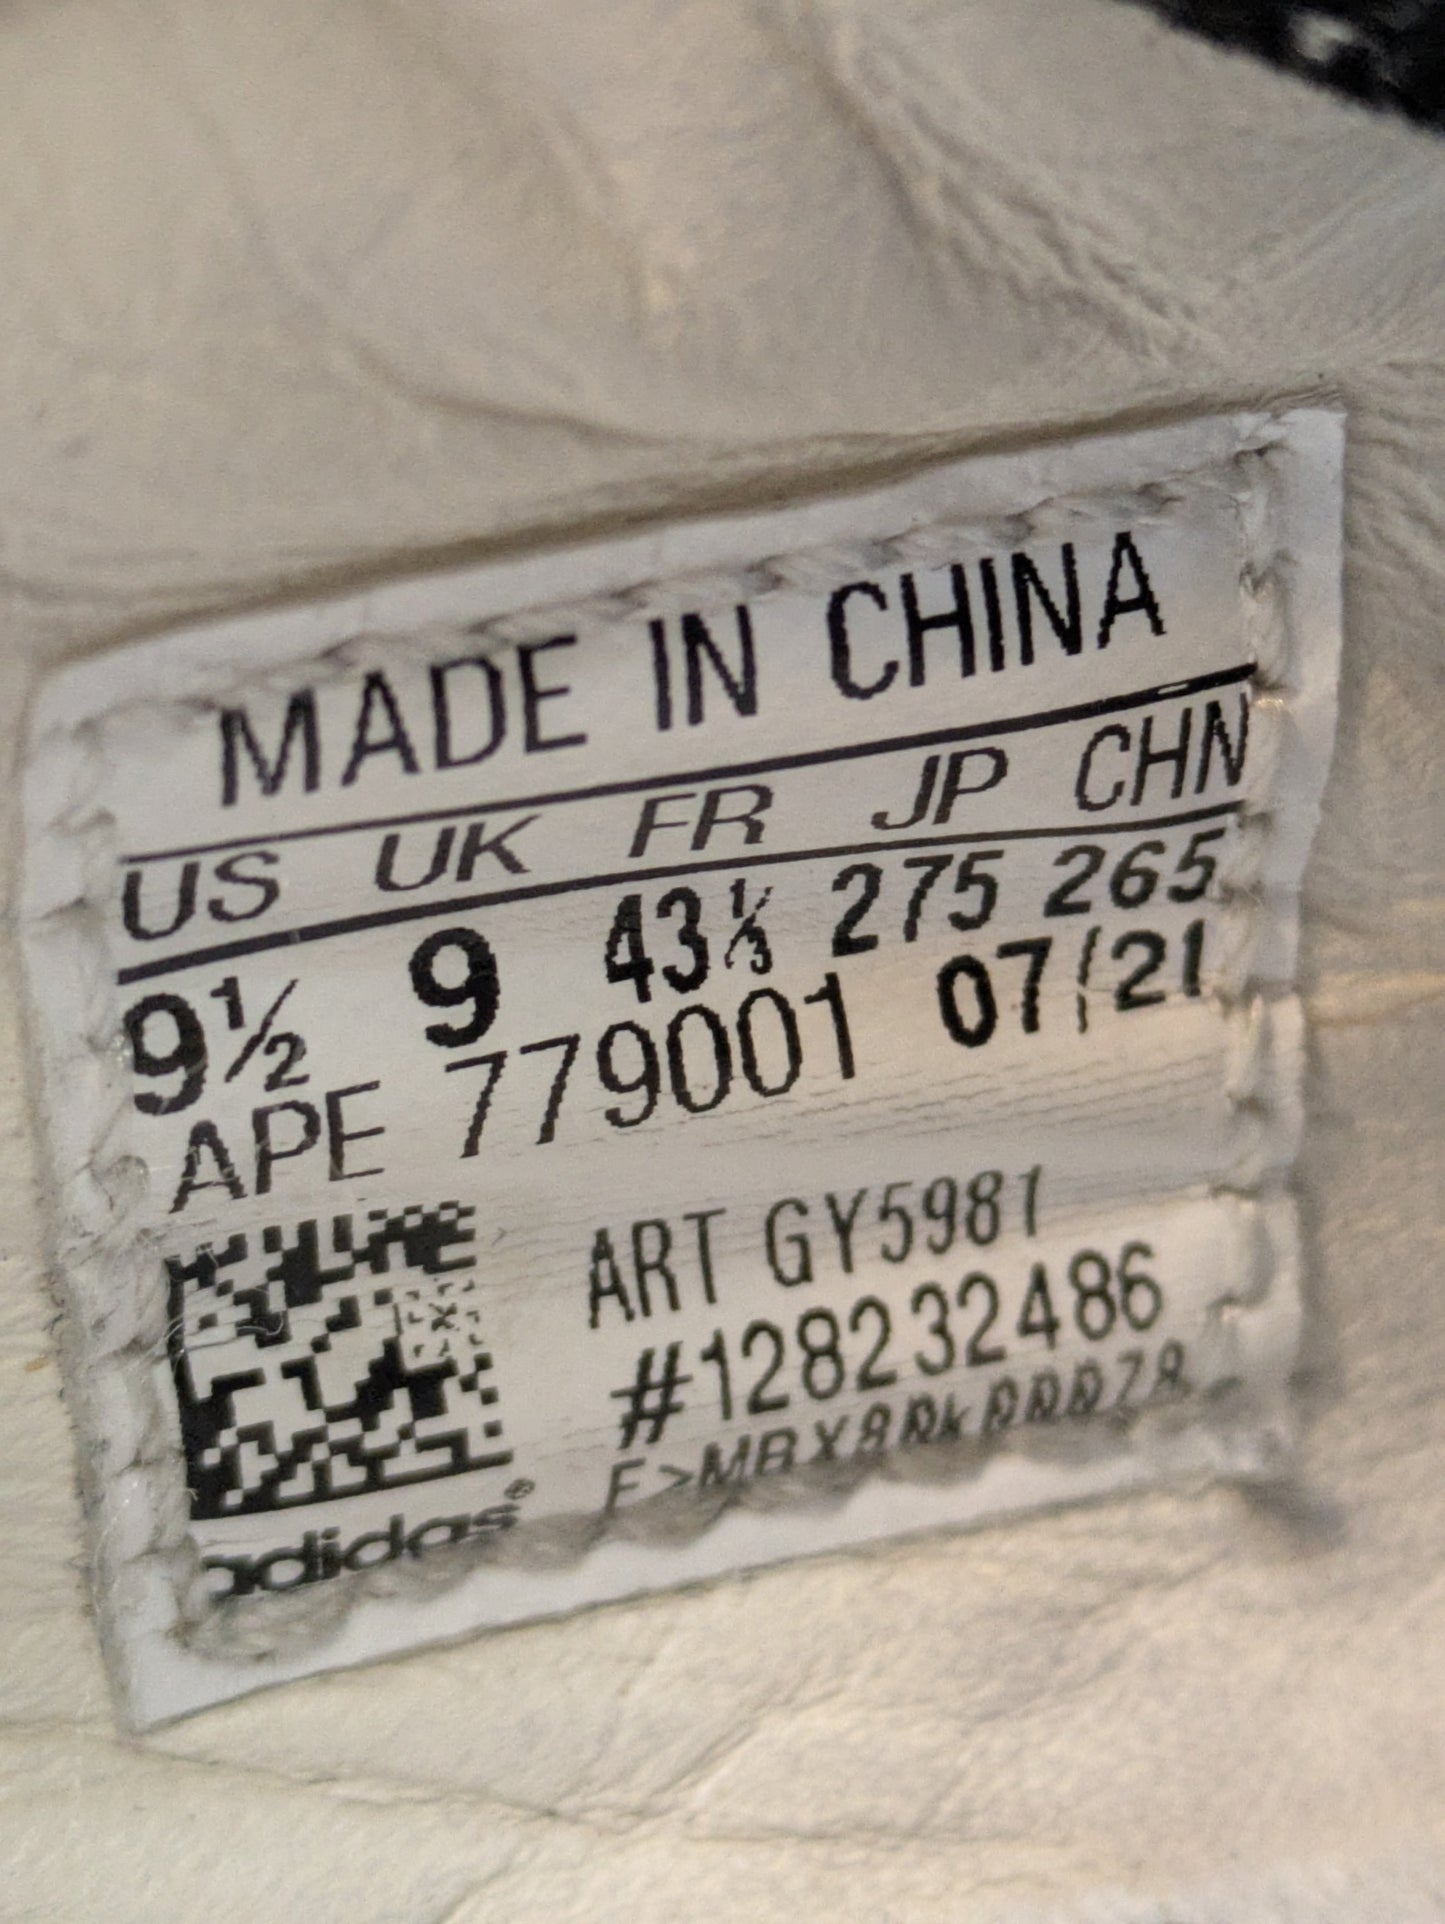 MADE IN CHINA
US UK FR JP CHN
9½ 9 43⅓ 275 265
APE 779001 07/21
ART GY5981
#128232486
adidas®